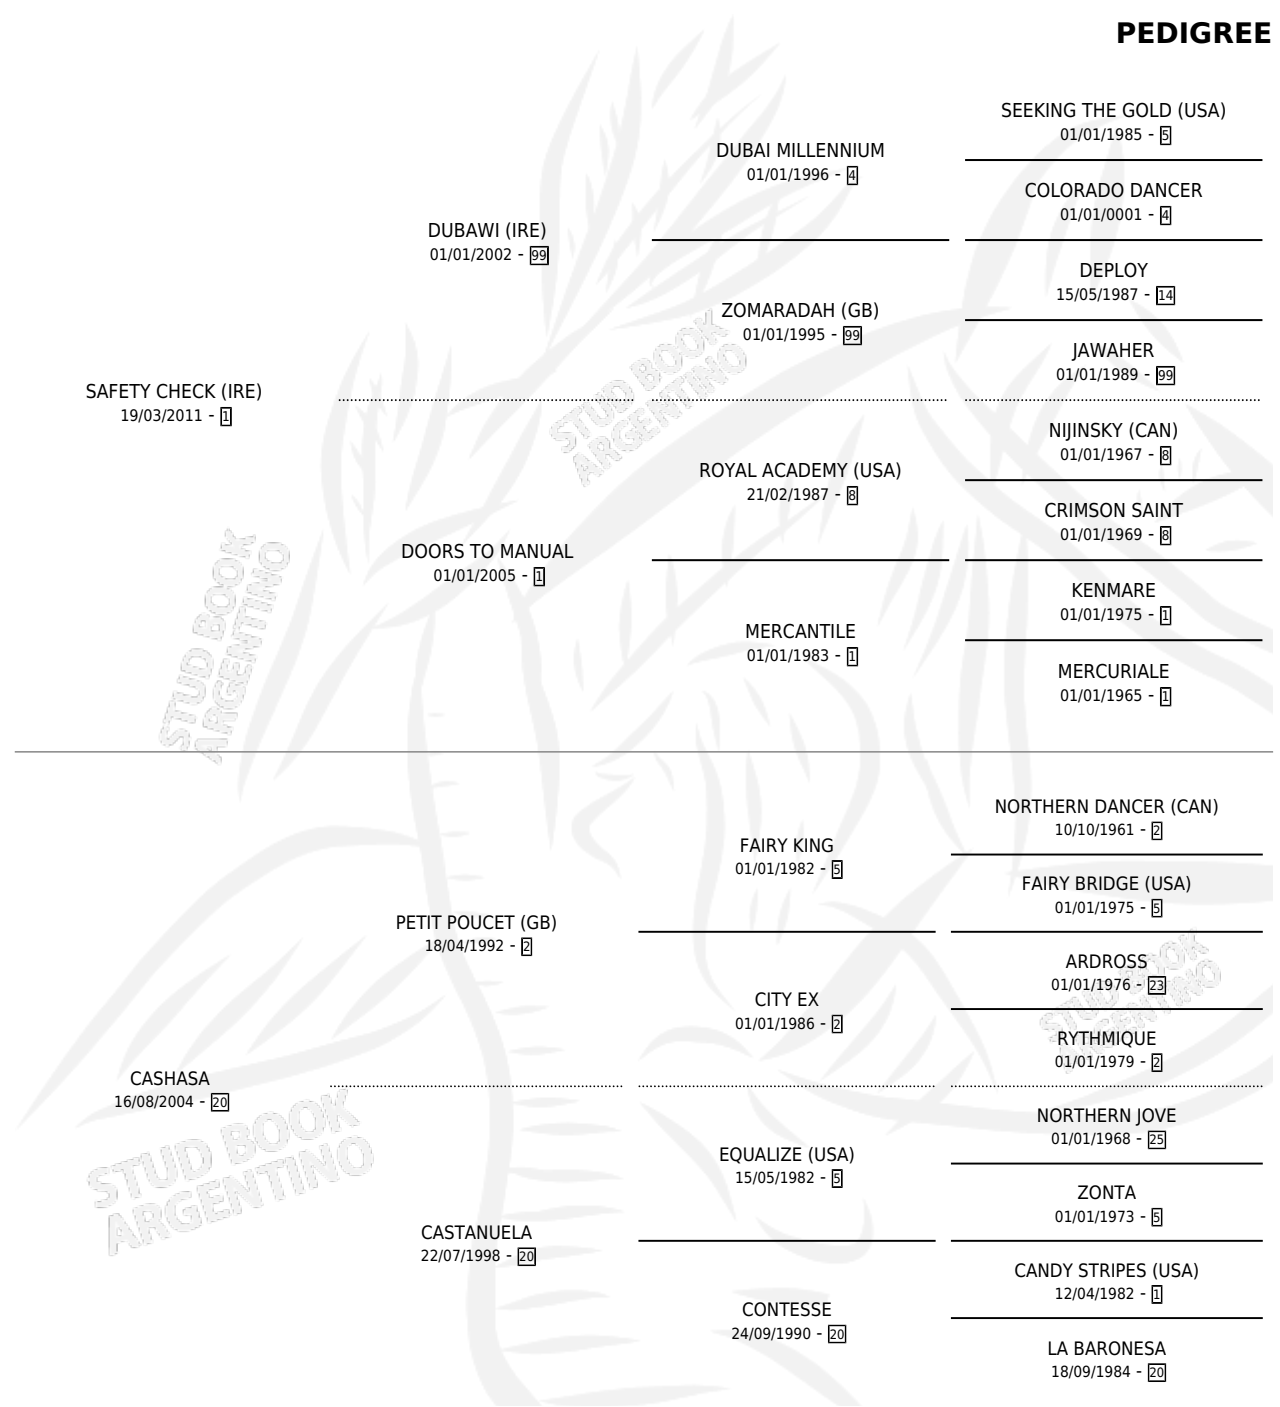 PEDIGREE
SEEKING THE GOLD (USA)
01/01/1985 - 5
DUBAI MILLENNIUM
01/01/1996 - 4
COLORADO DANCER
01/01/0001 - 4
DUBAWI (IRE)
01/01/2002 - 99
DEPLOY
15/05/1987 - 14
ZOMARADAH (GB)
01/01/1995 - 99
JAWAHER
01/01/1989 - 99
SAFETY CHECK (IRE)
19/03/2011 - 1
NIJINSKY (CAN)
01/01/1967 - 8
ROYAL ACADEMY (USA)
21/02/1987 - 8
CRIMSON SAINT
01/01/1969 - 8
DOORS TO MANUAL
01/01/2005 - 1
KENMARE
01/01/1975 - 1
MERCANTILE
01/01/1983 - 1
MERCURIALE
01/01/1965 - 1
NORTHERN DANCER (CAN)
10/10/1961 - 2
FAIRY KING
01/01/1982 - 5
FAIRY BRIDGE (USA)
01/01/1975 - 5
PETIT POUCET (GB)
18/04/1992 - 2
ARDROSS
01/01/1976 - 23
CITY EX
01/01/1986 - 2
RYTHMIQUE
01/01/1979 - 2
CASHASA
16/08/2004 - 20
NORTHERN JOVE
01/01/1968 - 25
EQUALIZE (USA)
15/05/1982 - 5
ZONTA
01/01/1973 - 5
CASTANUELA
22/07/1998 - 20
CANDY STRIPES (USA)
12/04/1982 - 1
CONTESSE
24/09/1990 - 20
LA BARONESA
18/09/1984 - 20
STUD BOOK
ARGENTINO
STUD BOOK
ARGENTINO
STUD BOOK
ARGENTINO
STUD BOOK
ARGENTINO